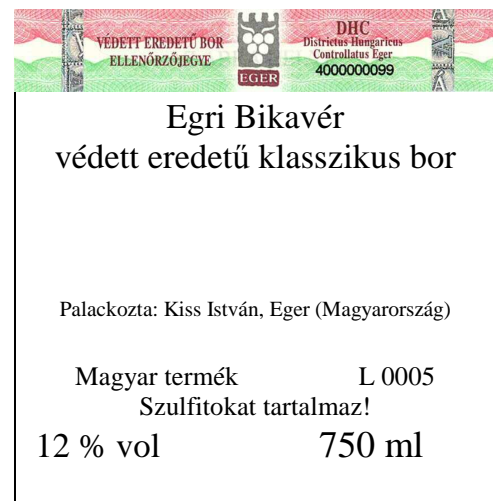 VÉDETT EREDETŰ BOR
ELLENŐRZŐJEGYE
EGER
DHC
Districtus Hungaricus
Controllatus Eger
4000000099
Egri Bikavér
védett eredetű klasszikus bor
Palackozta: Kiss István, Eger (Magyarország)
Magyar termék L 0005
Szulfitokat tartalmaz!
12 % vol 750 ml